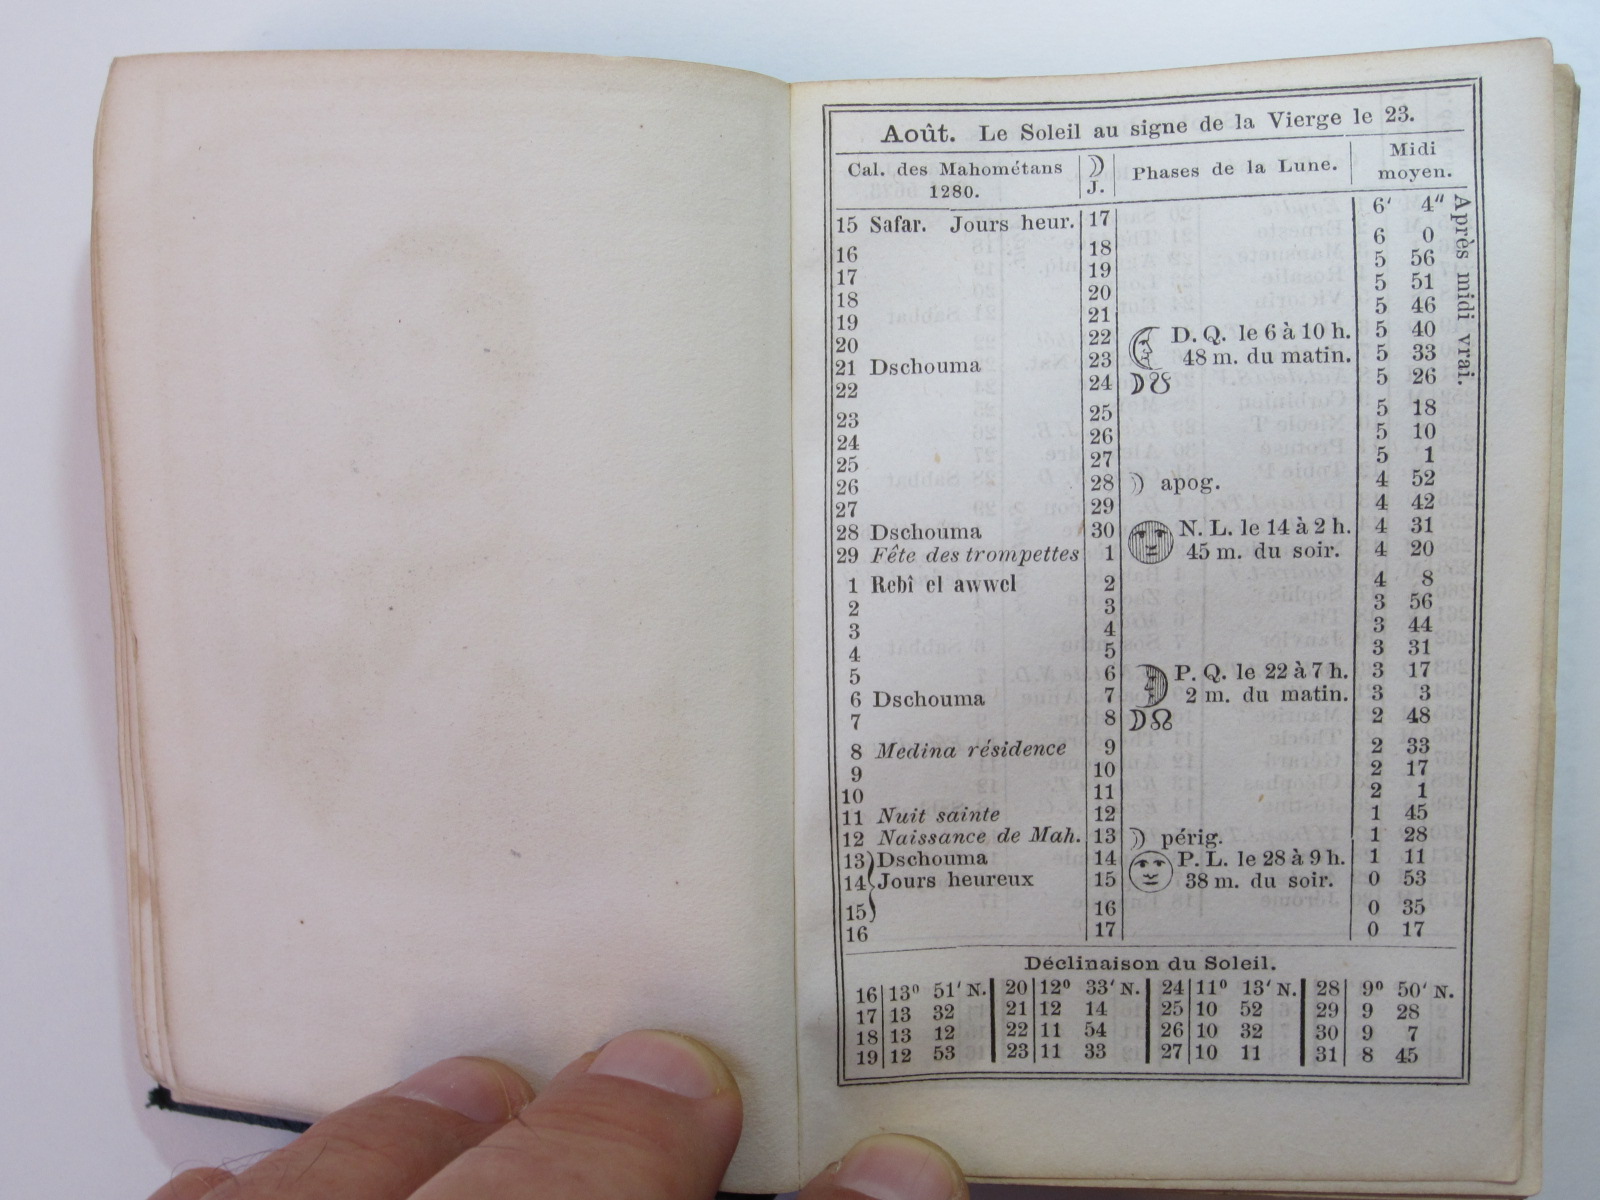 Août. Le Soleil au signe de la Vierge le 23.
Cal. des Mahométans 1280. ☽ J. Phases de la Lune. Midi moyen.
15 Safar. Jours heur. 17 6' 4" Après midi vrai.
16 18 6 0
17 19 5 56
18 20 5 51
19 21 5 46
20 22 D. Q. le 6 à 10 h. 5 40
21 Dschouma 23 48 m. du matin. 5 33
22 24 ☽☋ 5 26
23 25 5 18
24 26 5 10
25 27 5 1
26 28 ☽ apog. 4 52
27 29 4 42
28 Dschouma 30 N. L. le 14 à 2 h. 4 31
29 Fête des trompettes 1 45 m. du soir. 4 20
1 Rebî el awwel 2 4 8
2 3 3 56
3 4 3 44
4 5 3 31
5 6 P. Q. le 22 à 7 h. 3 17
6 Dschouma 7 2 m. du matin. 3 3
7 8 ☽☊ 2 48
8 Medina résidence 9 2 33
9 10 2 17
10 11 2 1
11 Nuit sainte 12 1 45
12 Naissance de Mah. 13 ☽ périg. 1 28
13 Dschouma 14 P. L. le 28 à 9 h. 1 11
14 Jours heureux 15 38 m. du soir. 0 53
15 16 0 35
16 17 0 17
Déclinaison du Soleil.
16 13⁰ 51' N. 20 12⁰ 33' N. 24 11⁰ 13' N. 28 9⁰ 50' N.
17 13 32 21 12 14 25 10 52 29 9 28
18 13 12 22 11 54 26 10 32 30 9 7
19 12 53 23 11 33 27 10 11 31 8 45